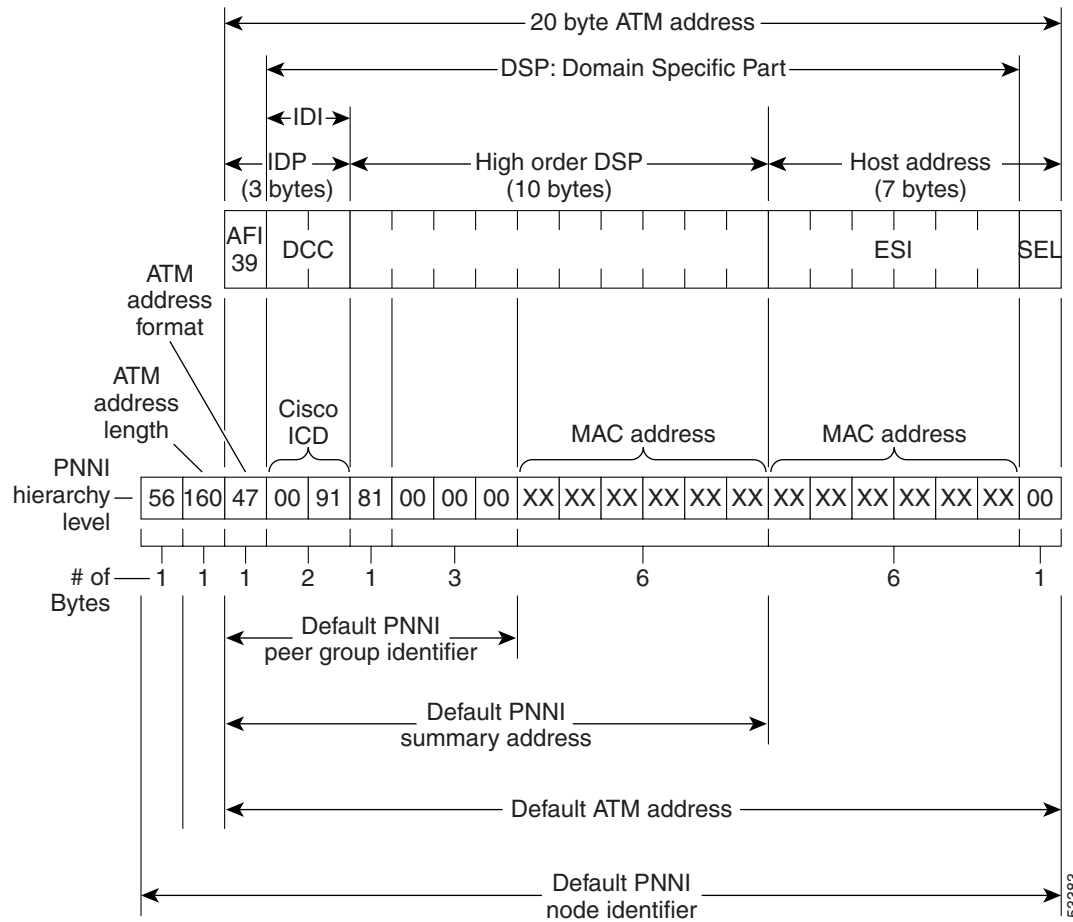 20 byte ATM address
DSP: Domain Specific Part
IDI
IDP
(3 bytes)
High order DSP
(10 bytes)
Host address
(7 bytes)
AFI
39
DCC
ESI
SEL
ATM
address
format
ATM
address
length
Cisco
ICD
MAC address
MAC address
PNNI
hierarchy
level
56 160 47 00 91 81 00 00 00 XX XX XX XX XX XX XX XX XX XX XX XX 00
# of
Bytes
1 1 1 2 1 3 6 6 1
Default PNNI
peer group identifier
Default PNNI
summary address
Default ATM address
Default PNNI
node identifier